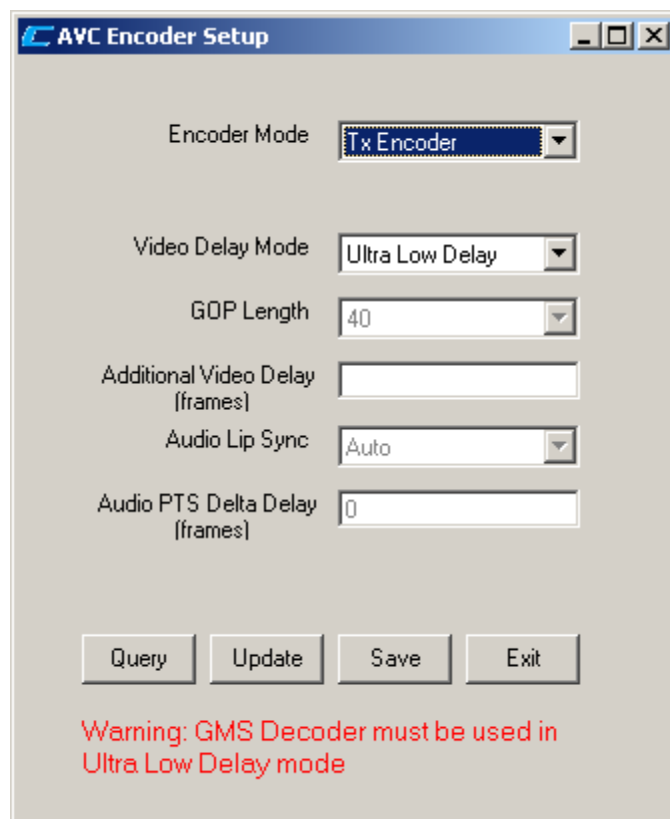 AVC Encoder Setup
Encoder Mode
Tx Encoder
Video Delay Mode
Ultra Low Delay
GOP Length
40
Additional Video Delay
(frames)
Audio Lip Sync
Auto
Audio PTS Delta Delay
(frames)
0
Query
Update
Save
Exit
Warning: GMS Decoder must be used in
Ultra Low Delay mode